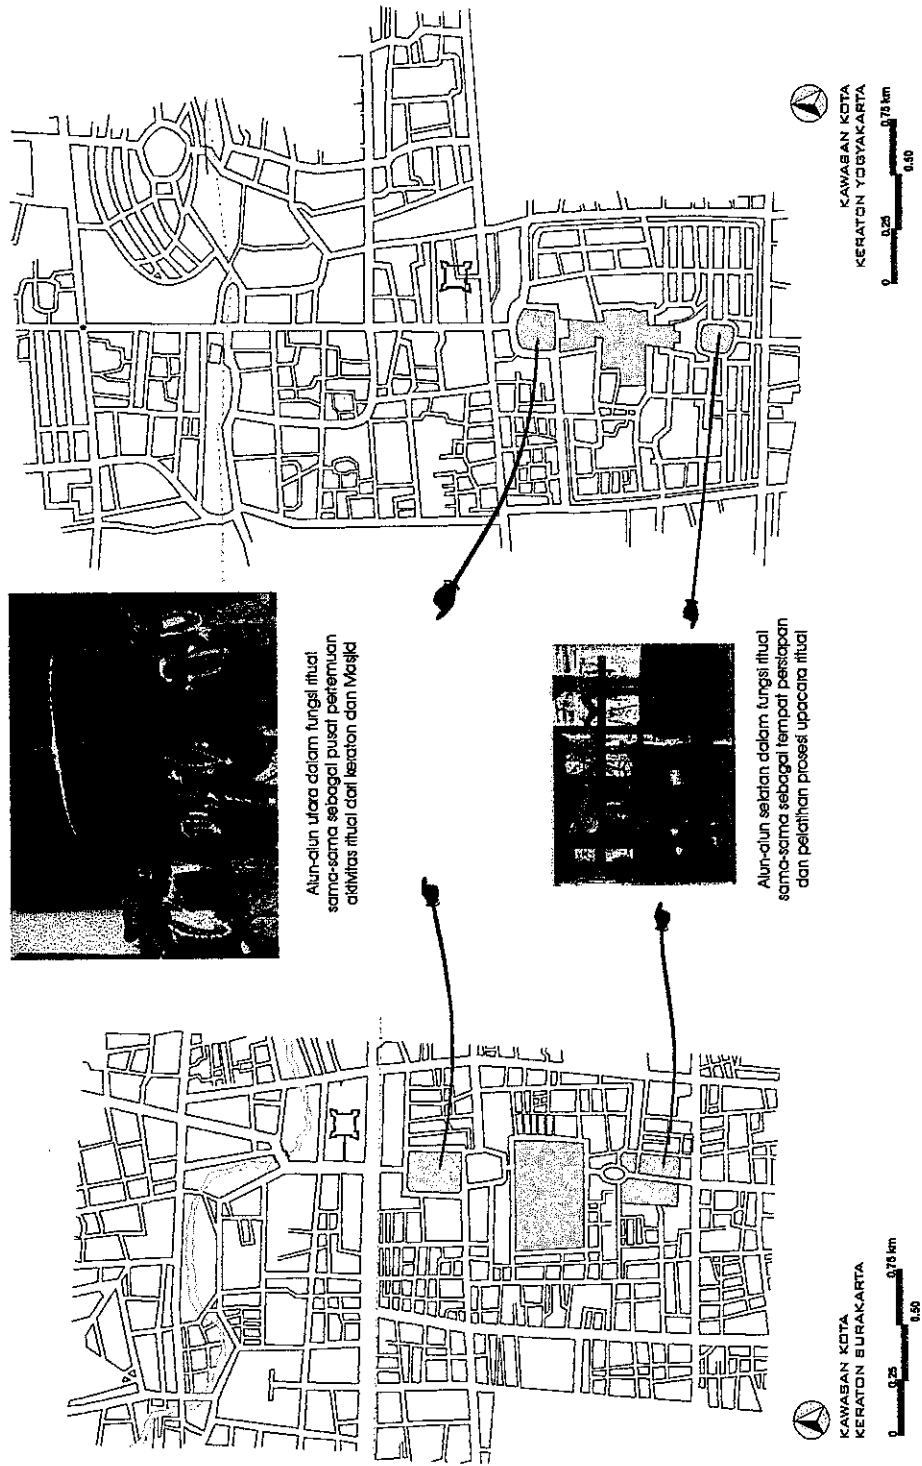 Alun-alun utara dalam fungsi ritual
sama-sama sebagai pusat pertemuan
aktivitas ritual dari keraton dan Masjid
Alun-alun selatan dalam fungsi ritual
sama-sama sebagai tempat persiapan
dan pelatihan prosesi upacara ritual
KAWASAN KOTA
KERATON SURAKARTA
0 0.25 0.75 km
0.50
KAWASAN KOTA
KERATON YOGYAKARTA
0 0.25 0.75 km
0.50